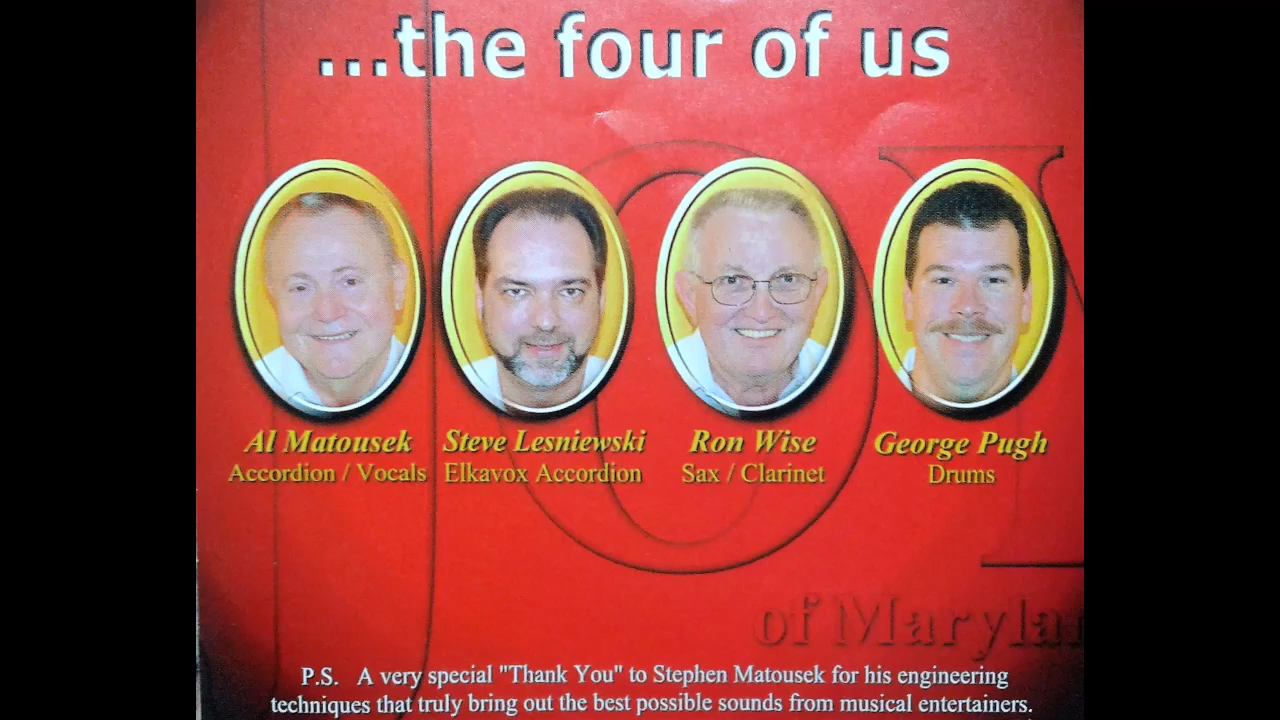 ...the four of us
Al Matousek Steve Lesniewski Ron Wise George Pugh
Accordion / Vocals Elkavox Accordion Sax / Clarinet Drums
of Maryla
P.S. A very special "Thank You" to Stephen Matousek for his engineering
techniques that truly bring out the best possible sounds from musical entertainers.